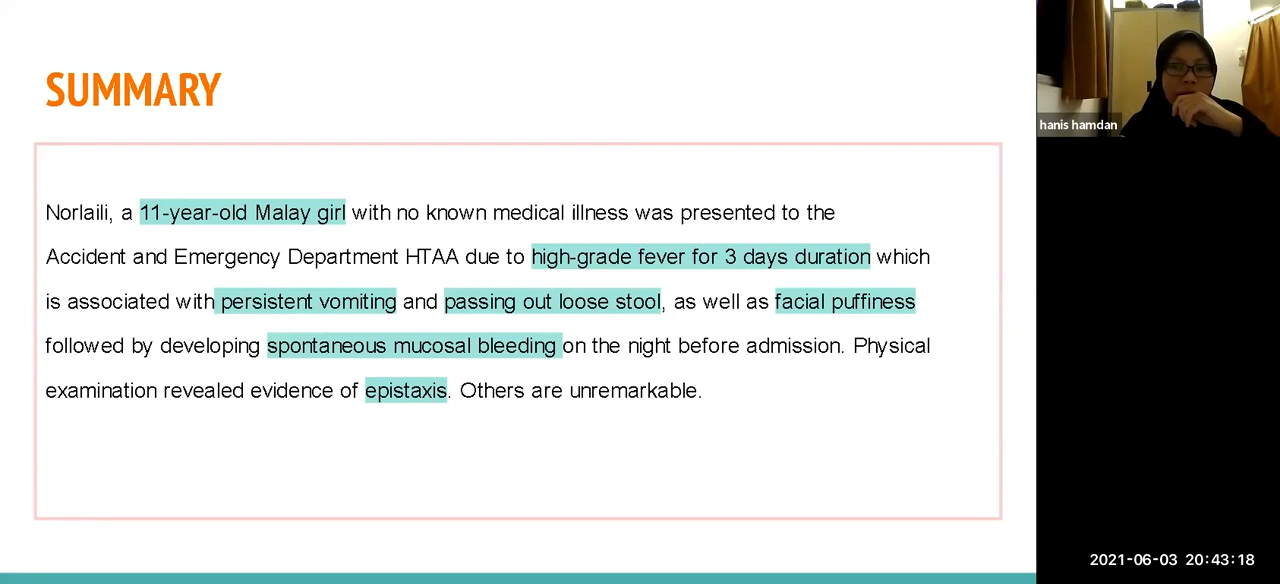 SUMMARY
Norlaili, a 11-year-old Malay girl with no known medical illness was presented to the
Accident and Emergency Department HTAA due to high-grade fever for 3 days duration which
is associated with persistent vomiting and passing out loose stool, as well as facial puffiness
followed by developing spontaneous mucosal bleeding on the night before admission. Physical
examination revealed evidence of epistaxis. Others are unremarkable.
hanis hamdan
2021-06-03 20:43:18